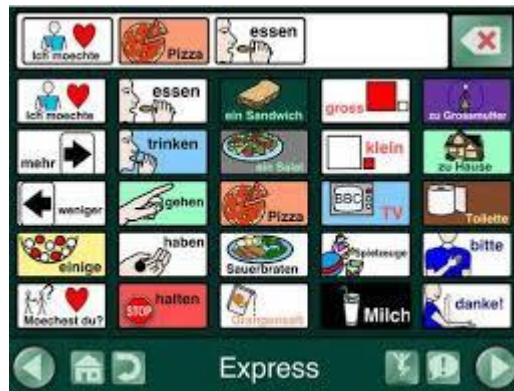 Ich moechte Pizza essen
Ich moechte essen ein Sandwich gross zu Grossmutter
mehr trinken ein Salat klein zu Hause
weniger gehen Pizza BBC TV Toilette
einige haben Sauerbraten Spielzeuge bitte
Moechest du? STOP halten Orangensaft Milch danke!
Express